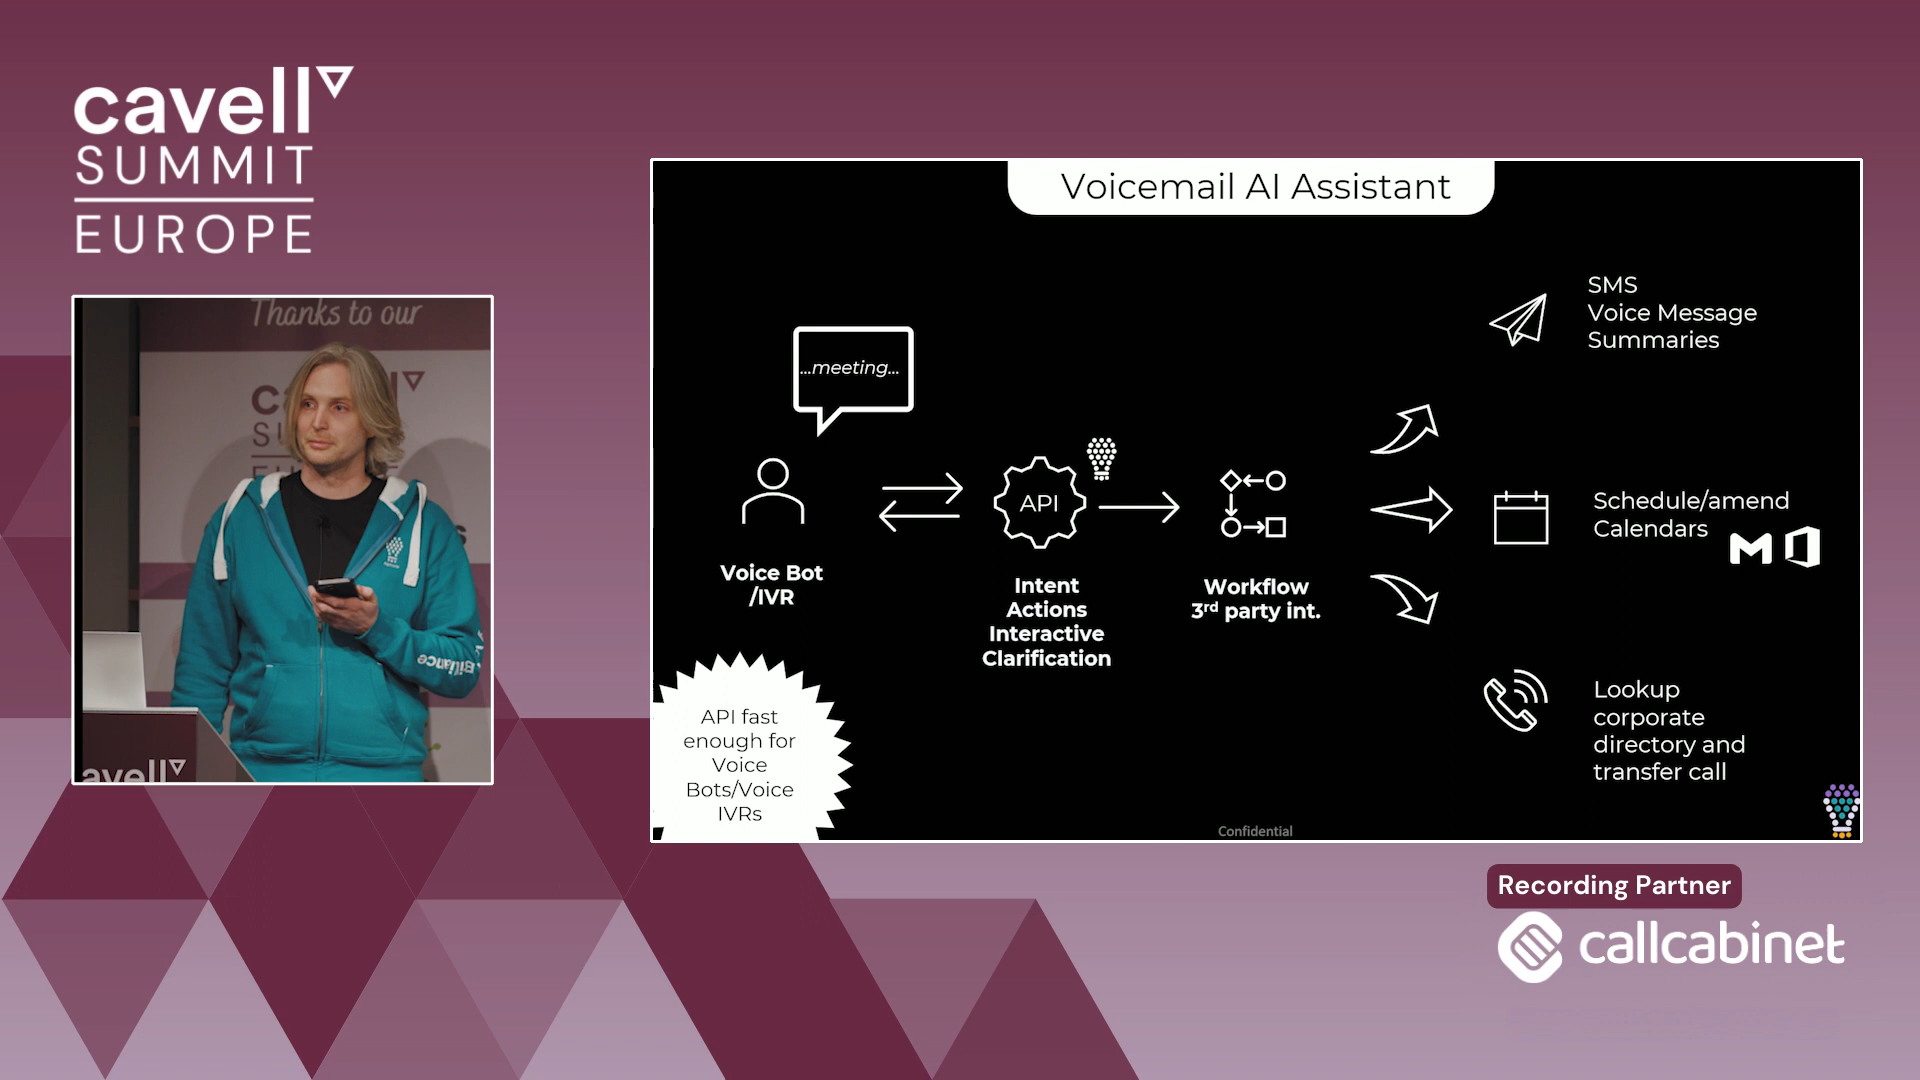 cavell
SUMMIT
EUROPE
Thanks to our
cavell
Voicemail AI Assistant
...meeting...
API
Voice Bot
/IVR
Intent
Actions
Interactive
Clarification
Workflow
3rd party int.
SMS
Voice Message
Summaries
Schedule/amend
Calendars
Lookup
corporate
directory and
transfer call
API fast
enough for
Voice
Bots/Voice
IVRs
Confidential
Recording Partner
callcabinet